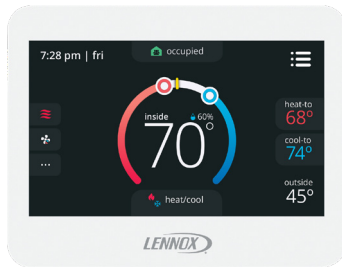 7:28 pm | fri
occupied
inside
60%
70°
heat-to
68°
cool-to
74°
outside
45°
heat/cool
LENNOX